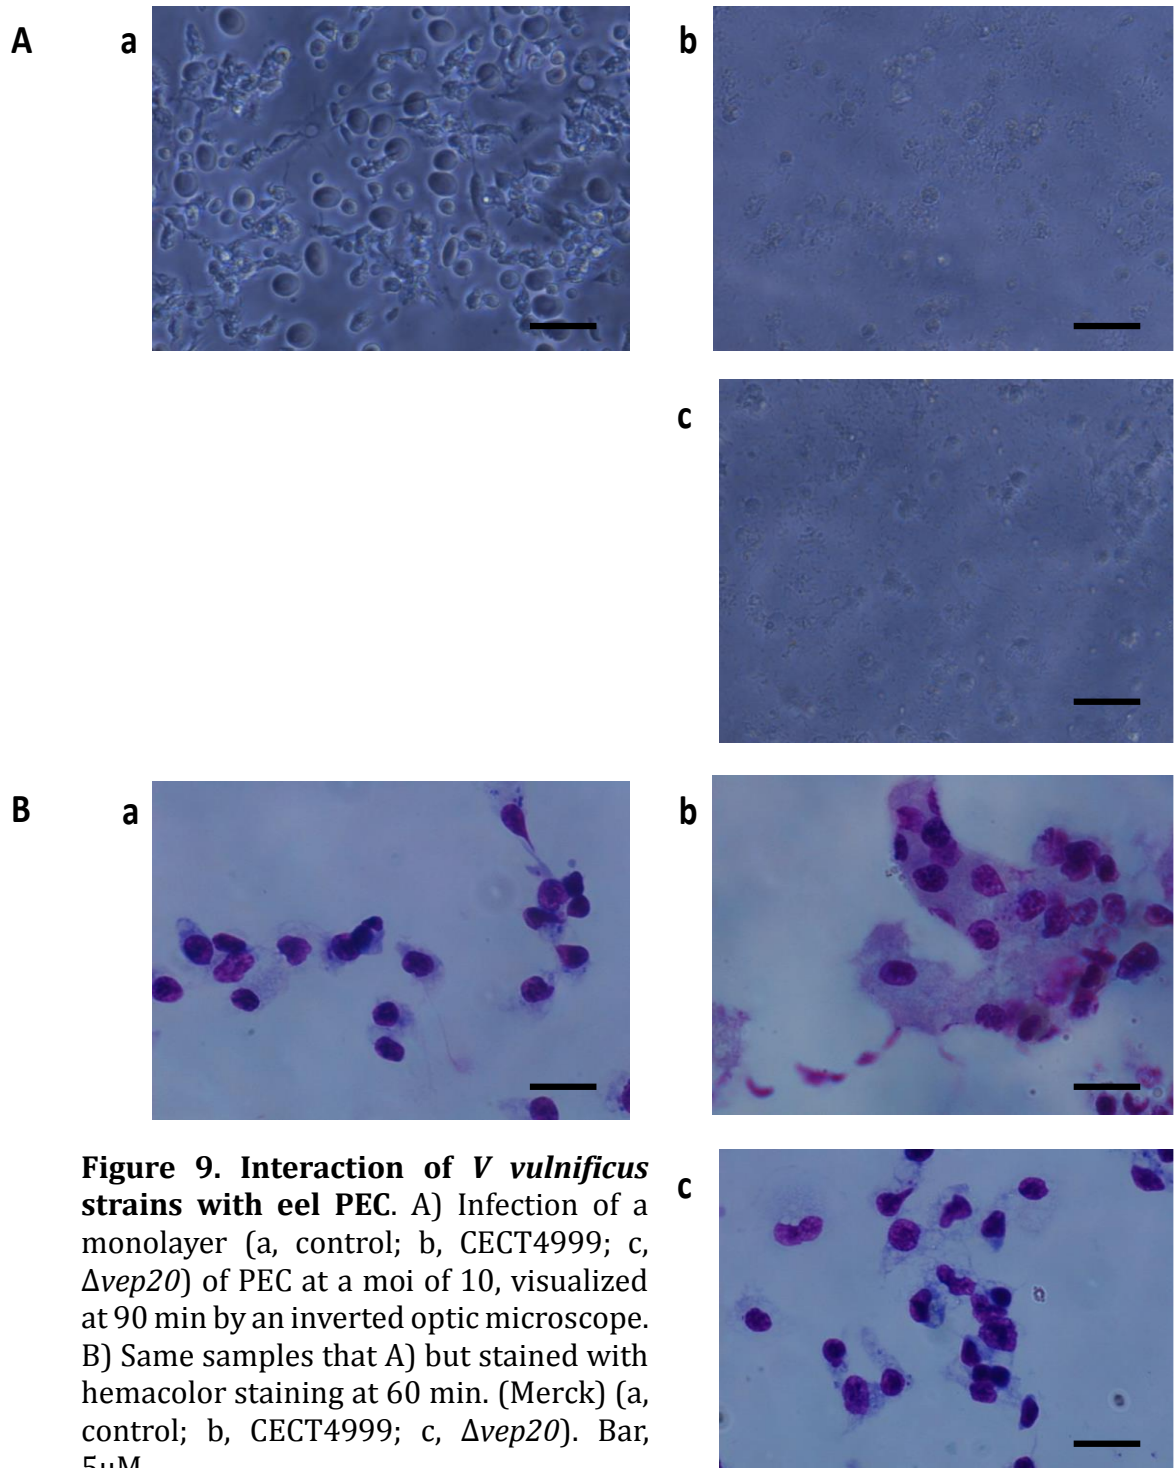 A a b
c
B a b
c
Figure 9. Interaction of V vulnificus
strains with eel PEC. A) Infection of a
monolayer (a, control; b, CECT4999; c,
Δvep20) of PEC at a moi of 10, visualized
at 90 min by an inverted optic microscope.
B) Same samples that A) but stained with
hemacolor staining at 60 min. (Merck) (a,
control; b, CECT4999; c, Δvep20). Bar,
5μM